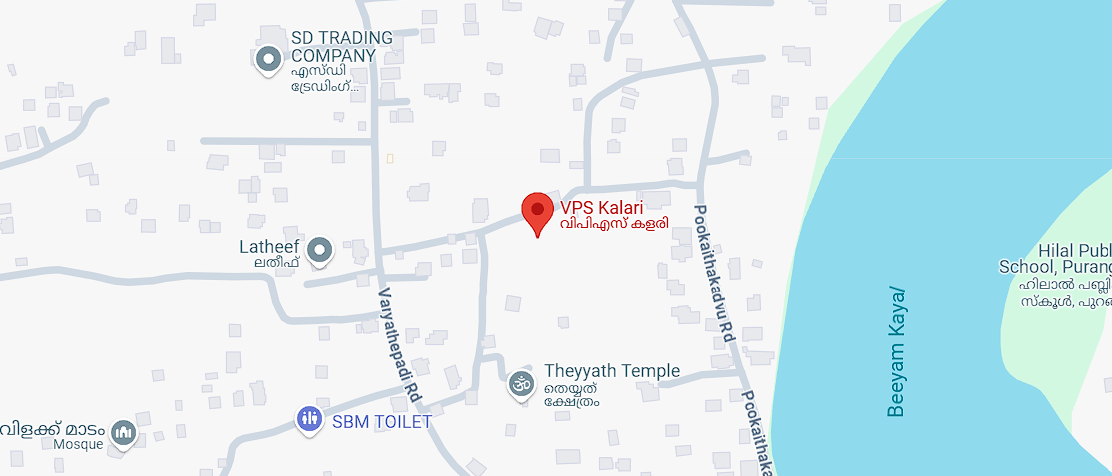 SD TRADING
COMPANY
എസ്ഡി
ട്രേഡിംഗ്...
VPS Kalari
വിപിഎസ് കളരി
Latheef
ലതീഫ്
Pookaithakadvu Rd
Hilal Publ
School, Purang
ഹിലാൽ പബ്ലി
സ്കൂൾ, പുറങ
Varyathepadi Rd
Beeyam Kaya/
Theyyath Temple
തെയ്യത്
ക്ഷേത്രം
Pookaithaka
SBM TOILET
വിളക്ക് മാടം
Mosque